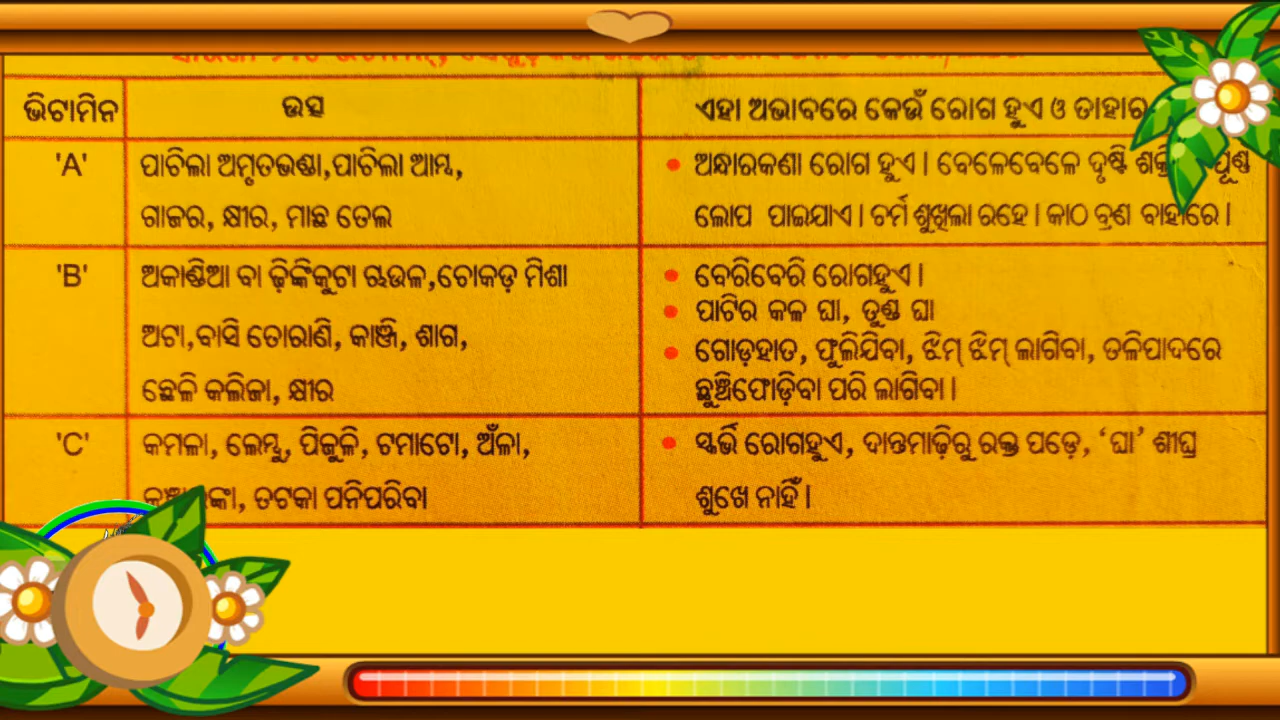 ଭିଟାମିନ ଉତ୍ସ ଏହା ଅଭାବରେ କେଉଁ ରୋଗ ହୁଏ ଓ ତାହାର
'A' ପାଚିଲା ଅମୃତଭଣ୍ଡା,ପାଚିଲା ଆମ୍ବ,
ଗାଜର, କ୍ଷୀର, ମାଛ ତେଲ
• ଅନ୍ଧାରକଣା ରୋଗ ହୁଏ । ବେଳେବେଳେ ଦୃଷ୍ଟି
ଲୋପ ପାଇଯାଏ । ଚର୍ମ ଶୁଖିଲା ରହେ । କାଠ ବ୍ରଣ ବାହାରେ ।
'B' ଅକାଣ୍ଡିଆ ବା ଢ଼ିଙ୍କିକୁଟା ଚାଉଳ,ଚୋକଡ଼ ମିଶା
ଅଟା,ବାସି ତୋରାଣି, କାଞ୍ଜି, ଶାଗ,
ଛେଳି କଲିଜା, କ୍ଷୀର
• ବେରିବେରି ରୋଗହୁଏ ।
• ପାଟିର କଳ ଘା, ତୁଣ୍ଡ ଘା
• ଗୋଡ଼ହାତ, ଫୁଲିଯିବା, ଝିମ୍ ଝିମ୍ ଲାଗିବା, ତଳିପାଦରେ
ଛୁଞ୍ଚିଫୋଡ଼ିବା ପରି ଲାଗିବା ।
'C' କମଳା, ଲେମ୍ବୁ, ପିଜୁଳି, ଟମାଟୋ, ଅଁଳା,
ତଟକା ପନିପରିବା
• ସ୍କର୍ଭି ରୋଗହୁଏ, ଦାନ୍ତମାଢ଼ିରୁ ରକ୍ତ ପଡ଼େ, ‘ଘା’ ଶୀଘ୍ର
ଶୁଖେ ନାହିଁ ।